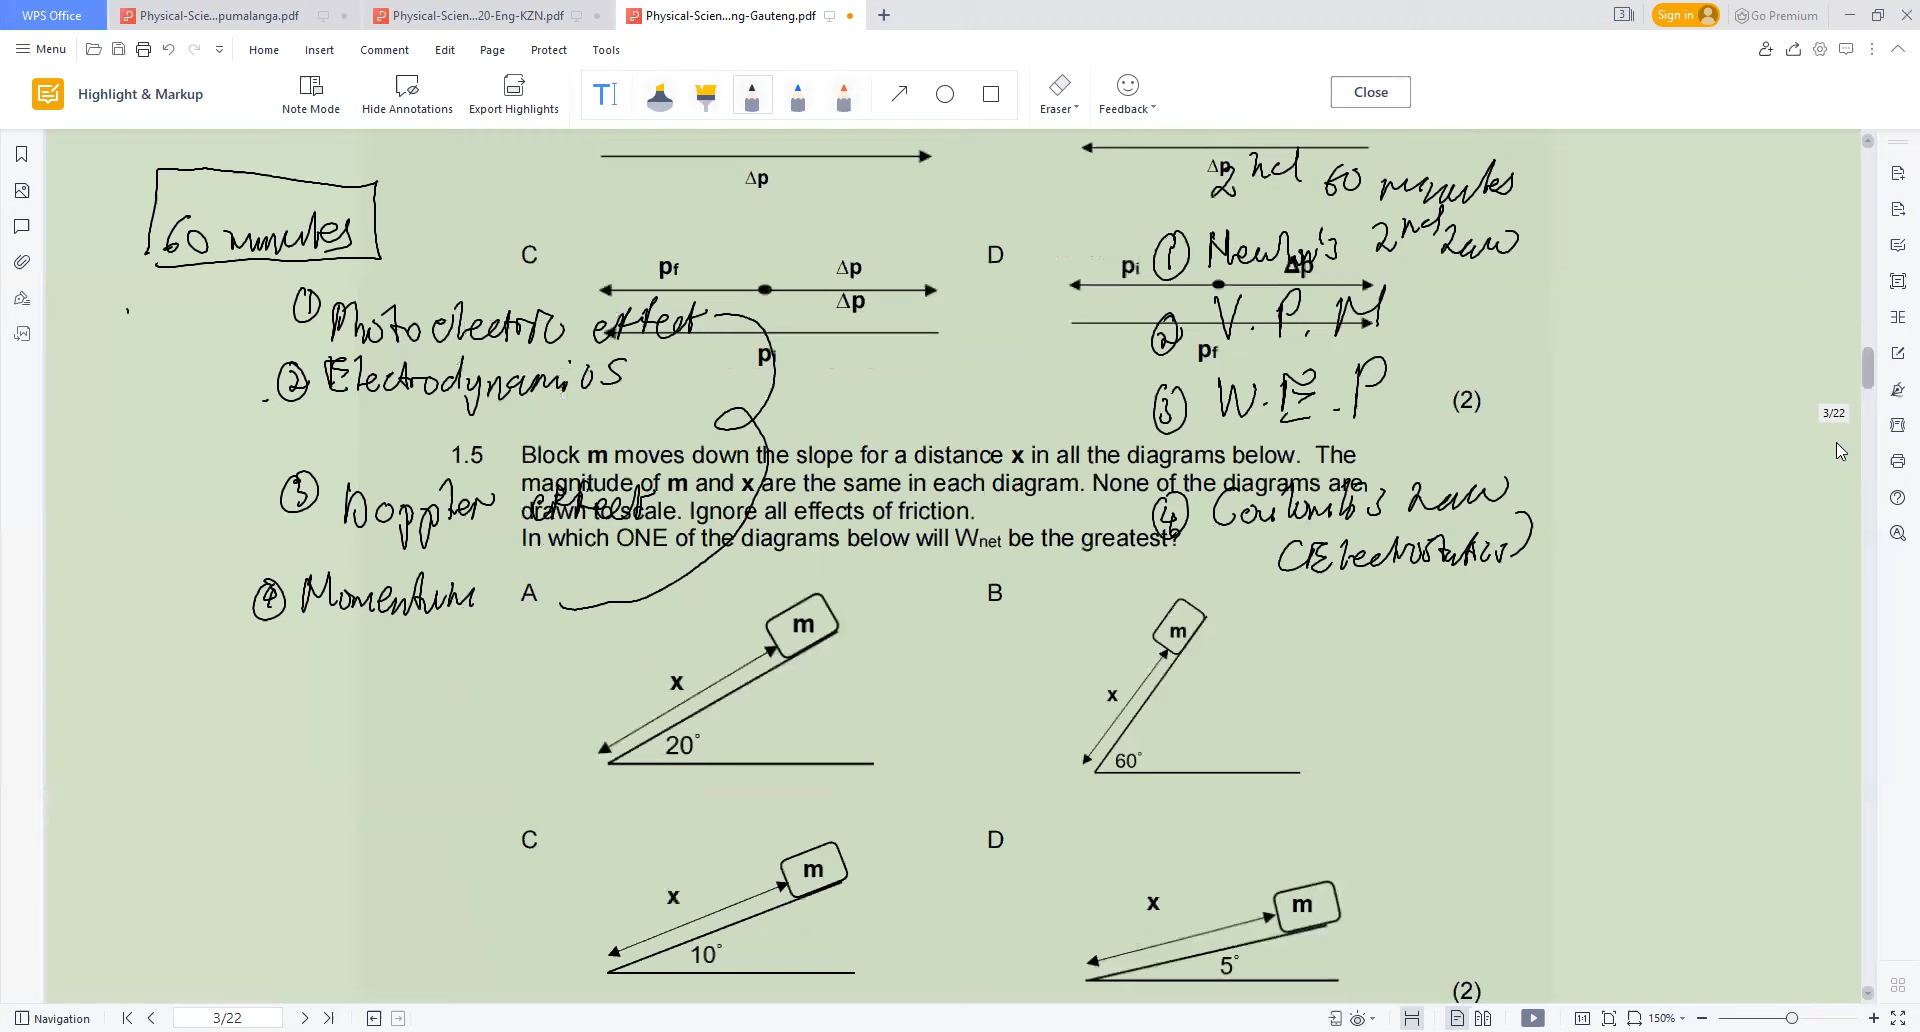 WPS Office
Physical-Scie...pumalanga.pdf
Physical-Scien...20-Eng-KZN.pdf
Physical-Scien...ng-Gauteng.pdf
+
3
Sign in
Go Premium
Menu
Home
Insert
Comment
Edit
Page
Protect
Tools
Highlight & Markup
Note Mode
Hide Annotations
Export Highlights
Eraser
Feedback
Close
60 minutes
Δp
Δp
2nd 60 minutes
① Newton's 2nd Law
② V.P.M
③ W.E.P
④ Coulomb's Law
(Electrostatics)
① Photoelectric effect
② Electrodynamics
③ Doppler effect
④ Momentum
C
pf
Δp
Δp
D
pi
Δp
pf
(2)
1.5 Block m moves down the slope for a distance x in all the diagrams below. The
magnitude of m and x are the same in each diagram. None of the diagrams are
drawn to scale. Ignore all effects of friction.
In which ONE of the diagrams below will Wnet be the greatest?
A
m
x
20°
B
m
x
60°
C
m
x
10°
D
m
x
5°
(2)
3/22
Navigation
3/22
150%